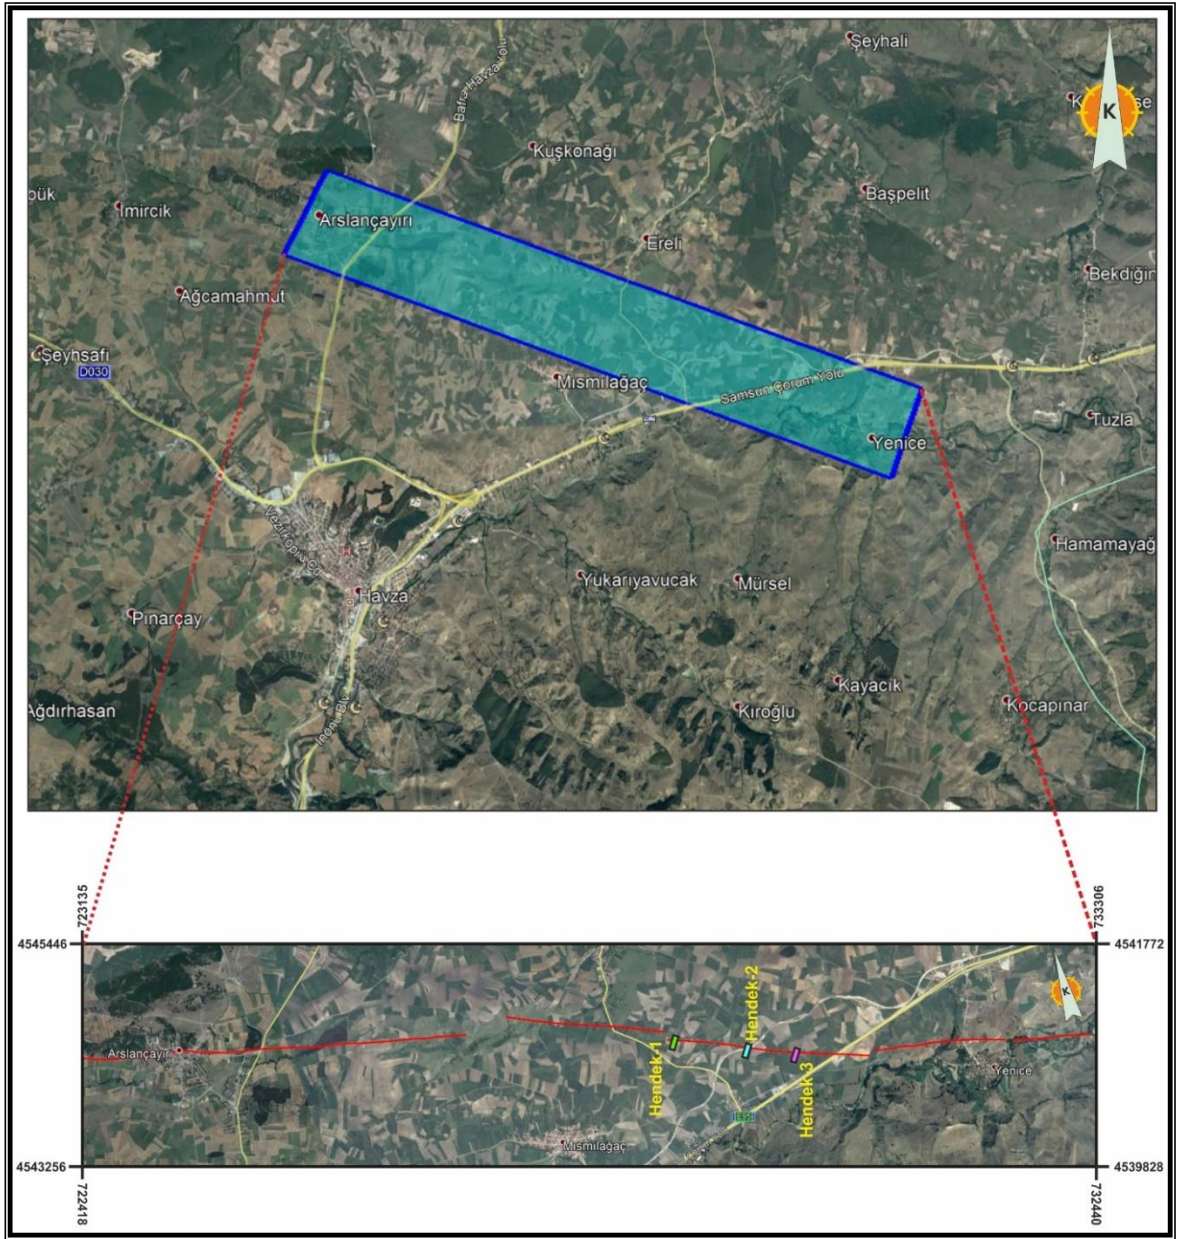 Şeyhali
Bafra Havza Yolu
K
Kuşkonağı
Başpelit
pük
İmircik
Arslançayırı
Ereli
Bekdiğin
Ağcamahmut
Şeyhsafi
D030
Mısmılağaç
Samsun Çorum Yolu
Tuzla
Yenice
Hamamayağ
Yukarıyavucak
Mürsel
Havza
Pınarçay
Kayacık
Ağdırhasan
Kıroğlu
Kocapınar
723135
733306
4545446
4541772
K
Hendek-2
Arslançayır
Hendek-1
Hendek-3
Yenice
Mısmılağaç
4543256
4539828
722418
732440